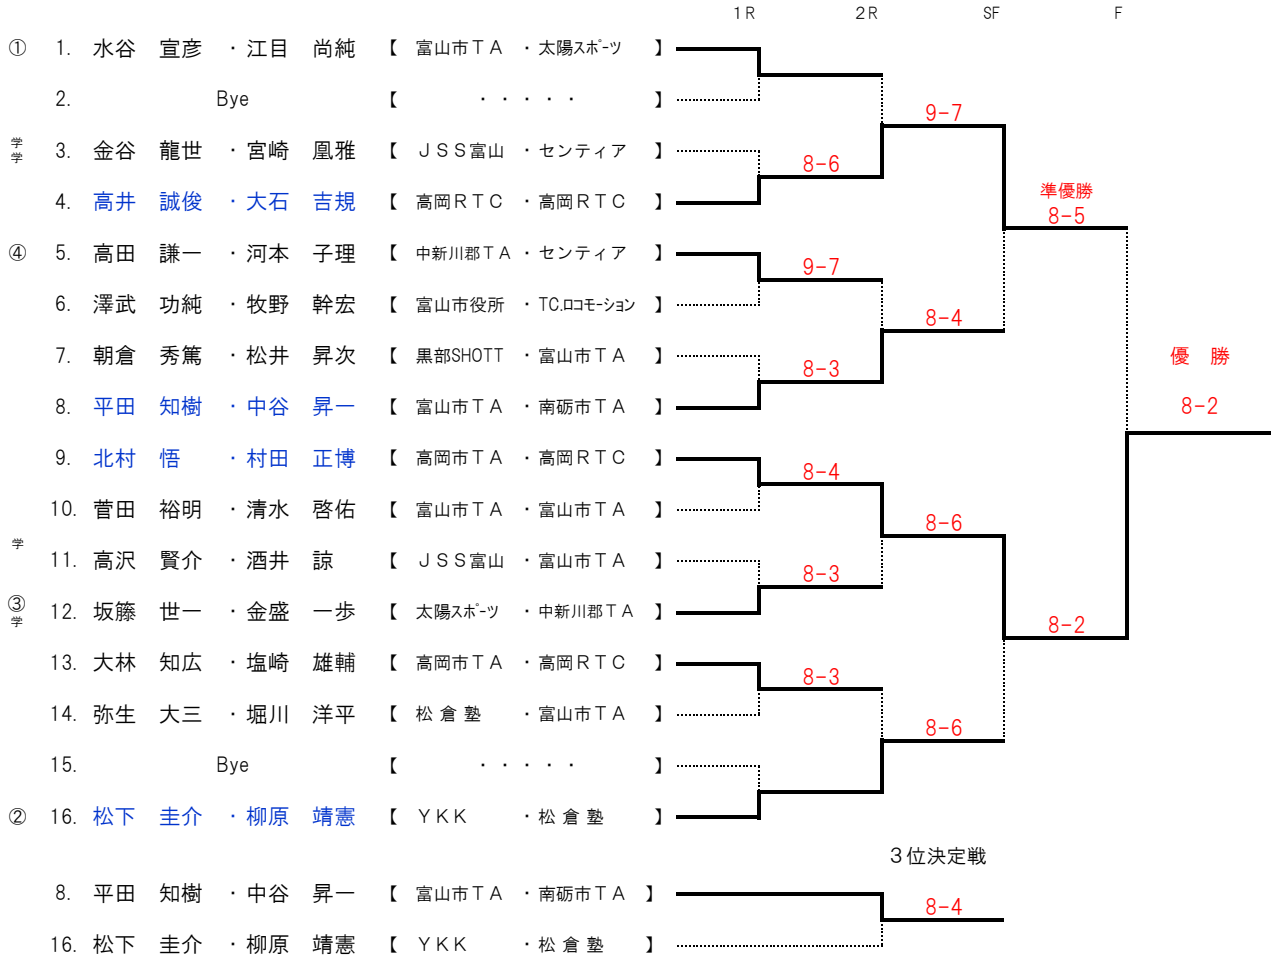 1R 2R SF F
① 1. 水谷 宣彦 ・江目 尚純 【 富山市TA ・太陽スポーツ 】
2. Bye 【 ・・・・・ 】
9-7
学 学 3. 金谷 龍世 ・宮崎 凰雅 【 JSS富山 ・センティア 】
8-6
準優勝
4. 高井 誠俊 ・大石 吉規 【 高岡RTC ・高岡RTC 】
8-5
④ 5. 高田 謙一 ・河本 子理 【 中新川郡TA ・センティア 】
9-7
6. 澤武 功純 ・牧野 幹宏 【 富山市役所 ・TC.ロコモーション 】
8-4
7. 朝倉 秀篤 ・松井 昇次 【 黒部SHOTT ・富山市TA 】
優 勝
8-3
8. 平田 知樹 ・中谷 昇一 【 富山市TA ・南砺市TA 】
8-2
9. 北村 悟 ・村田 正博 【 高岡市TA ・高岡RTC 】
8-4
10. 菅田 裕明 ・清水 啓佑 【 富山市TA ・富山市TA 】
8-6
学 11. 高沢 賢介 ・酒井 諒 【 JSS富山 ・富山市TA 】
8-3
③ 学 12. 坂籐 世一 ・金盛 一歩 【 太陽スポーツ ・中新川郡TA 】
8-2
13. 大林 知広 ・塩崎 雄輔 【 高岡市TA ・高岡RTC 】
8-3
14. 弥生 大三 ・堀川 洋平 【 松倉塾 ・富山市TA 】
8-6
15. Bye 【 ・・・・・ 】
② 16. 松下 圭介 ・柳原 靖憲 【 YKK ・松倉塾 】
3位決定戦
8. 平田 知樹 ・中谷 昇一 【 富山市TA ・南砺市TA 】
8-4
16. 松下 圭介 ・柳原 靖憲 【 YKK ・松倉塾 】